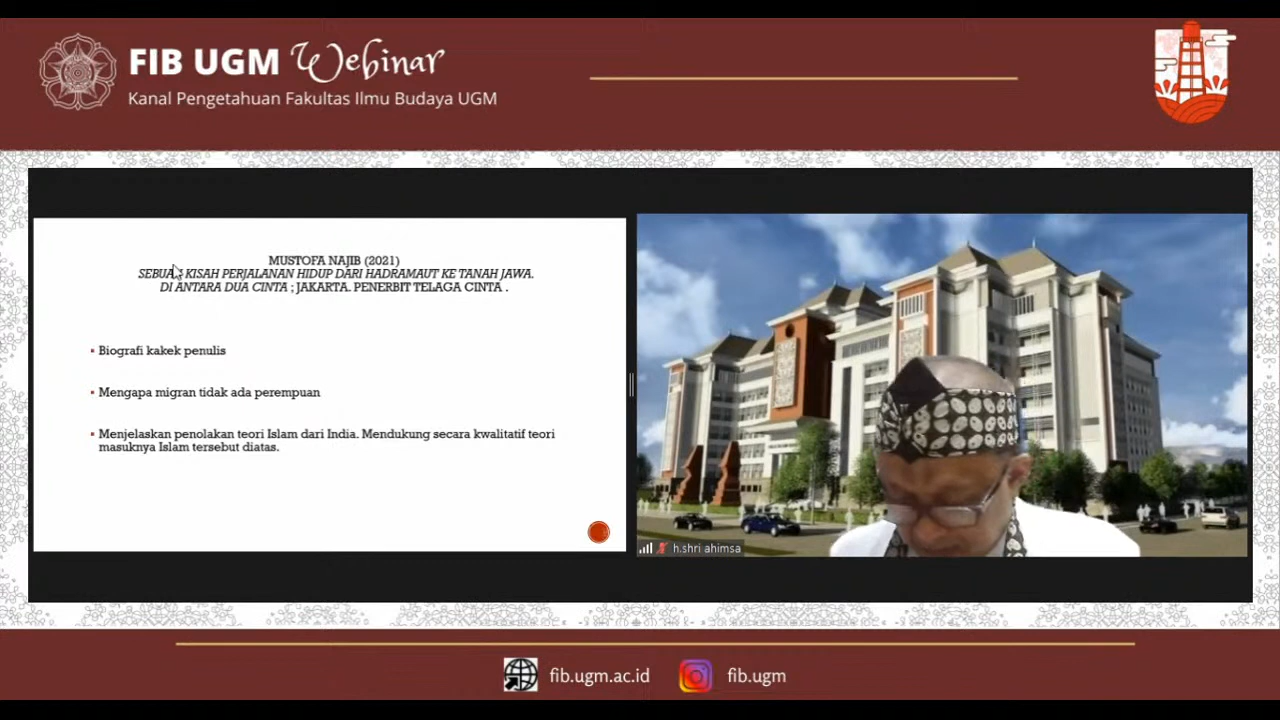 FIB UGM Webinar
Kanal Pengetahuan Fakultas Ilmu Budaya UGM
MUSTOFA NAJIB (2021)
SEBUAH KISAH PERJALANAN HIDUP DARI HADRAMAUT KE TANAH JAWA.
DI ANTARA DUA CINTA ; JAKARTA. PENERBIT TELAGA CINTA .
Biografi kakek penulis
Mengapa migran tidak ada perempuan
Menjelaskan penolakan teori Islam dari India. Mendukung secara kwalitatif teori
masuknya Islam tersebut diatas.
h.shri ahimsa
fib.ugm.ac.id
fib.ugm